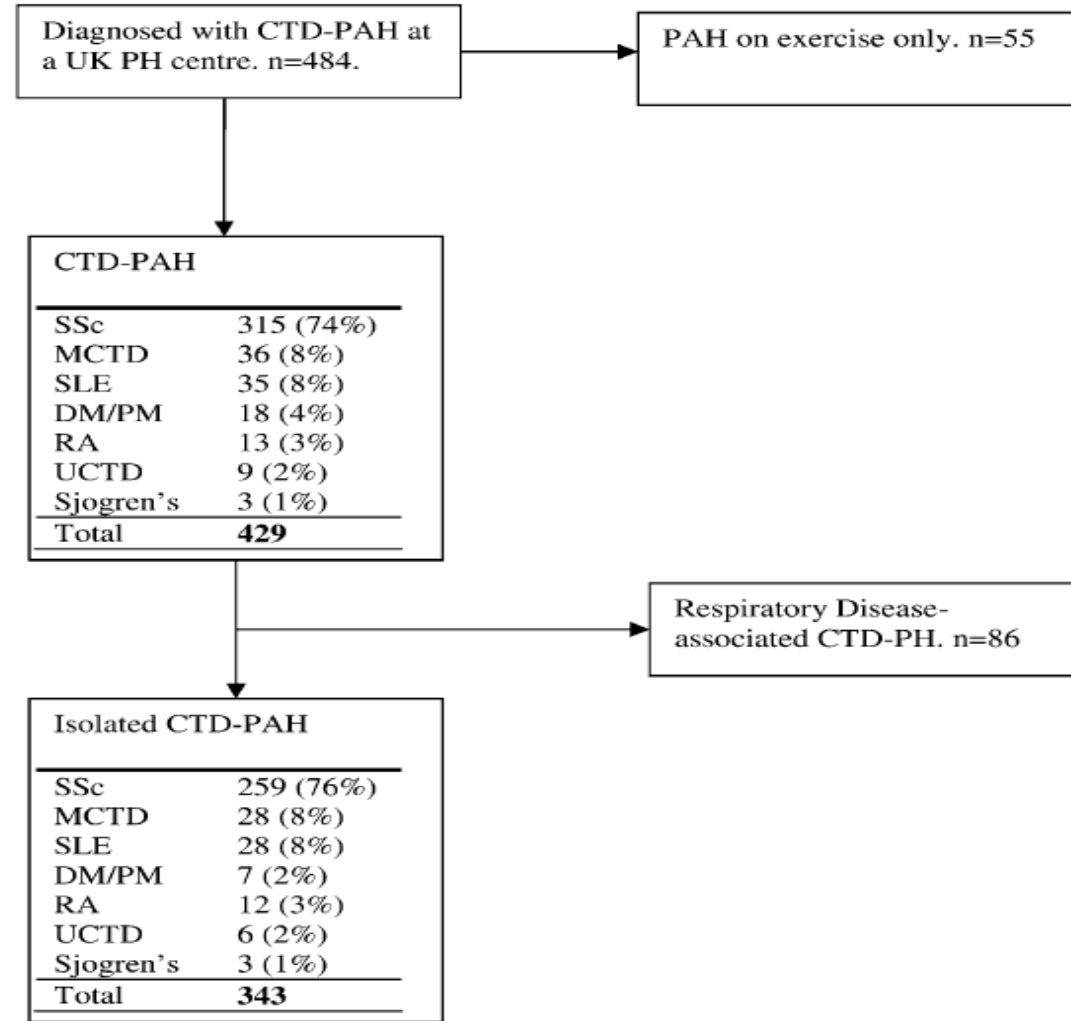 Diagnosed with CTD-PAH at
a UK PH centre. n=484.
PAH on exercise only. n=55
CTD-PAH
SSc 315 (74%)
MCTD 36 (8%)
SLE 35 (8%)
DM/PM 18 (4%)
RA 13 (3%)
UCTD 9 (2%)
Sjogren's 3 (1%)
Total 429
Respiratory Disease-
associated CTD-PH. n=86
Isolated CTD-PAH
SSc 259 (76%)
MCTD 28 (8%)
SLE 28 (8%)
DM/PM 7 (2%)
RA 12 (3%)
UCTD 6 (2%)
Sjogren's 3 (1%)
Total 343